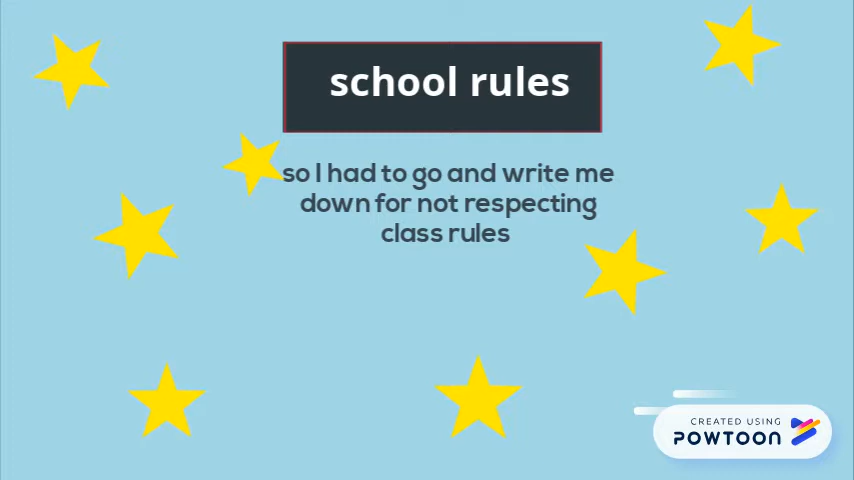 school rules
so I had to go and write me
down for not respecting
class rules
CREATED USING
POWTOON